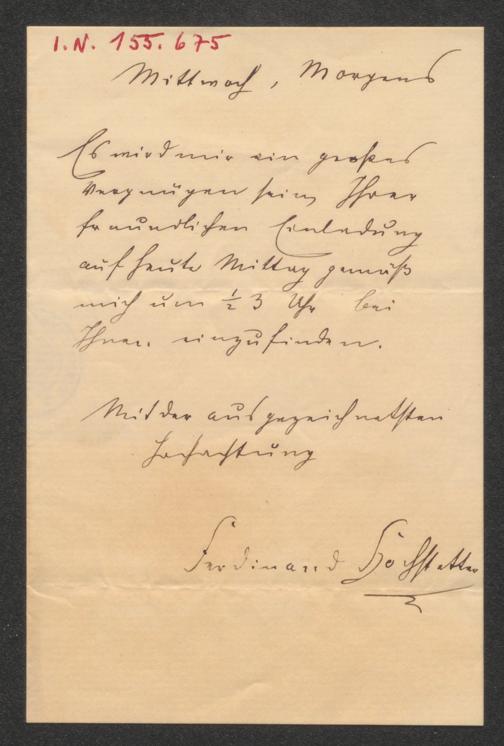 I.N. 155.675
Mittwoch, Morgens
Es wird mir ein großes
Vergnügen sein, Ihrer
freundlichen Einladung
auf heute Mittag gemäß
mich um ½ 3 Uhr bei
Ihnen einzufinden.
Mit der ausgezeichnetsten
Hochachtung
Ferdinand Hochstetter